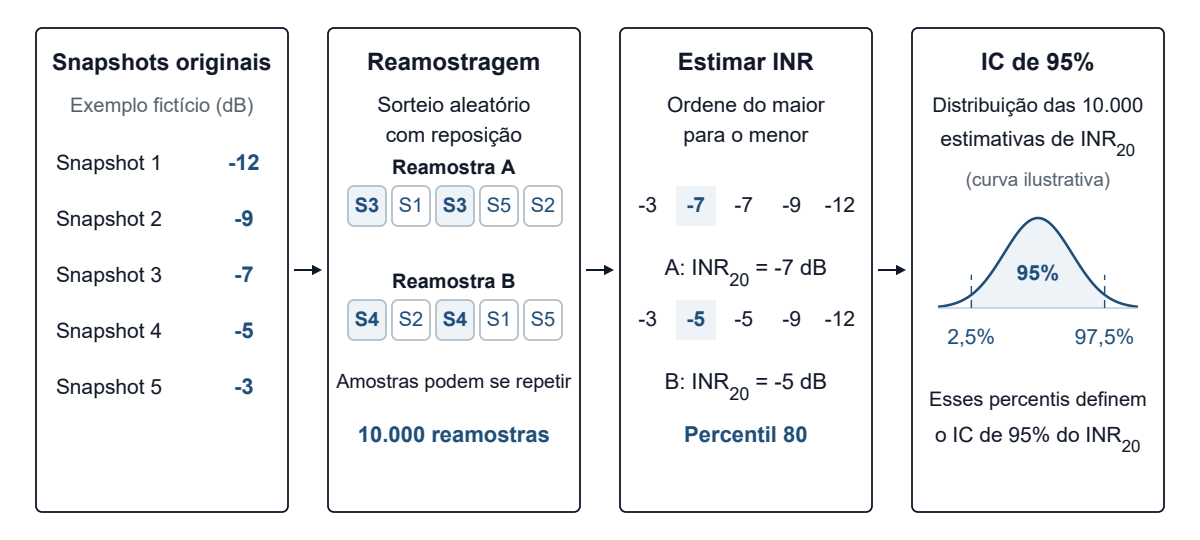 Snapshots originais
Exemplo fictício (dB)
Snapshot 1 -12
Snapshot 2 -9
Snapshot 3 -7
Snapshot 4 -5
Snapshot 5 -3
Reamostragem
Sorteio aleatório
com reposição
Reamostra A
S3 S1 S3 S5 S2
Reamostra B
S4 S2 S4 S1 S5
Amostras podem se repetir
10.000 reamostras
Estimar INR
Ordene do maior
para o menor
-3 -7 -7 -9 -12
A: INR20 = -7 dB
-3 -5 -5 -9 -12
B: INR20 = -5 dB
Percentil 80
IC de 95%
Distribuição das 10.000
estimativas de INR20
(curva ilustrativa)
95%
2,5% 97,5%
Esses percentis definem
o IC de 95% do INR20